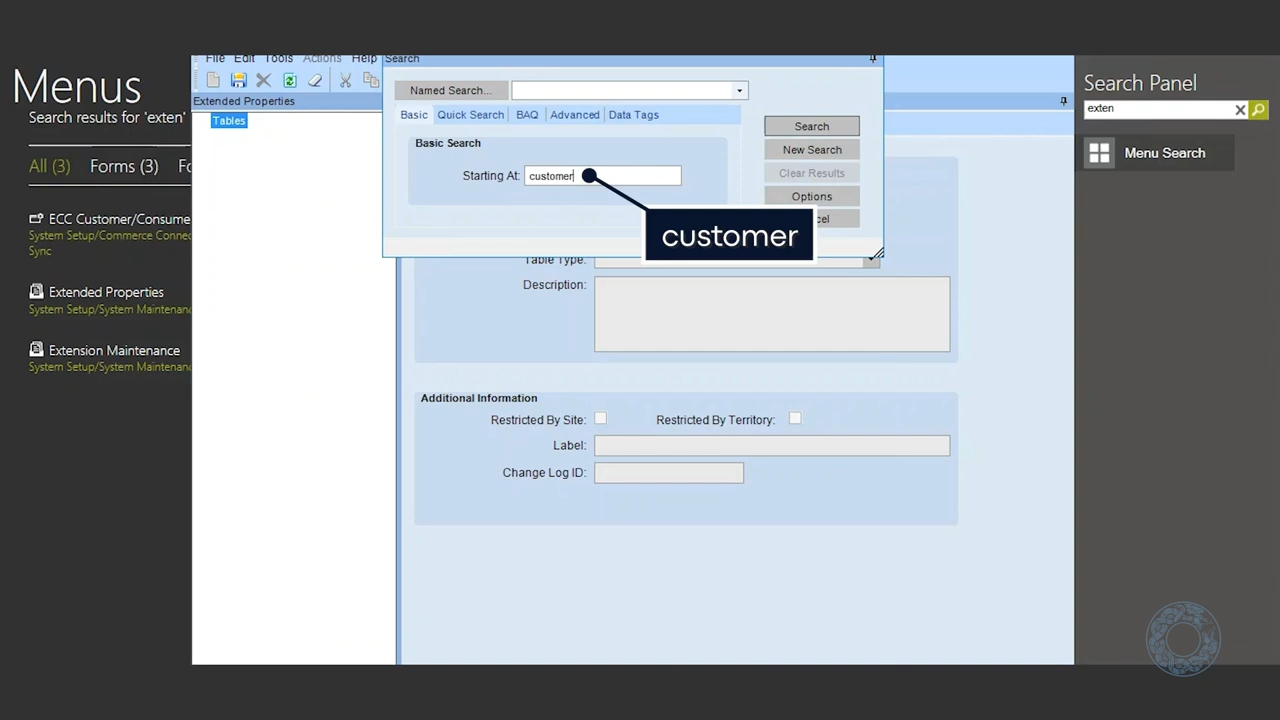 Menus
Search results for 'exten'
All (3) Forms (3) Fo
ECC Customer/Consume
System Setup/Commerce Connec
Sync
Extended Properties
System Setup/System Maintenanc
Extension Maintenance
System Setup/System Maintenanc
File Edit Tools Actions Help
Extended Properties
Tables
Search
Named Search...
Basic Quick Search BAQ Advanced Data Tags
Basic Search
Starting At: customer
Search
New Search
Clear Results
Options
cel
customer
Table Type:
Description:
Additional Information
Restricted By Site: Restricted By Territory:
Label:
Change Log ID:
Search Panel
exten
Menu Search